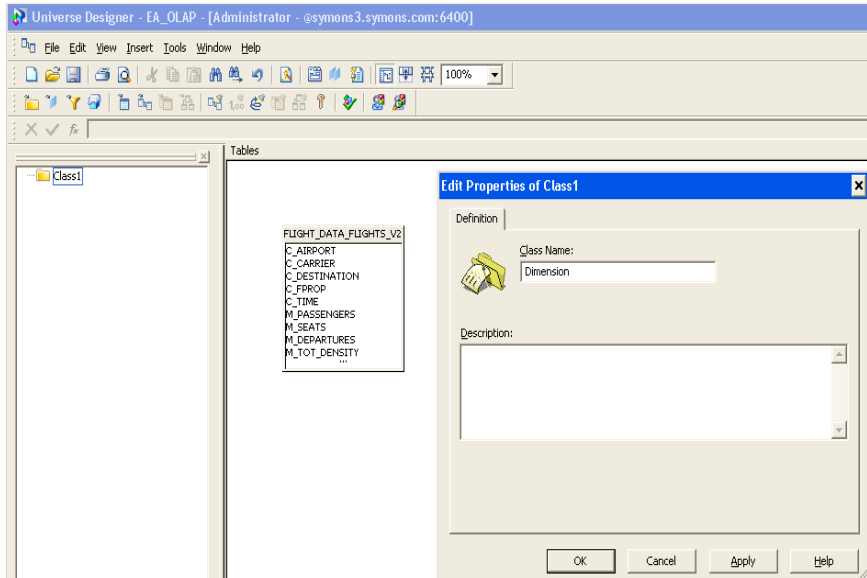 Universe Designer - EA_OLAP - [Administrator - @symons3.symons.com:6400]
File Edit View Insert Tools Window Help
100%
Tables
Class1
FLIGHT_DATA_FLIGHTS_V2
C_AIRPORT
C_CARRIER
C_DESTINATION
C_FPROP
C_TIME
M_PASSENGERS
M_SEATS
M_DEPARTURES
M_TOT_DENSITY
...
Edit Properties of Class1
Definition
Class Name:
Dimension
Description:
OK Cancel Apply Help